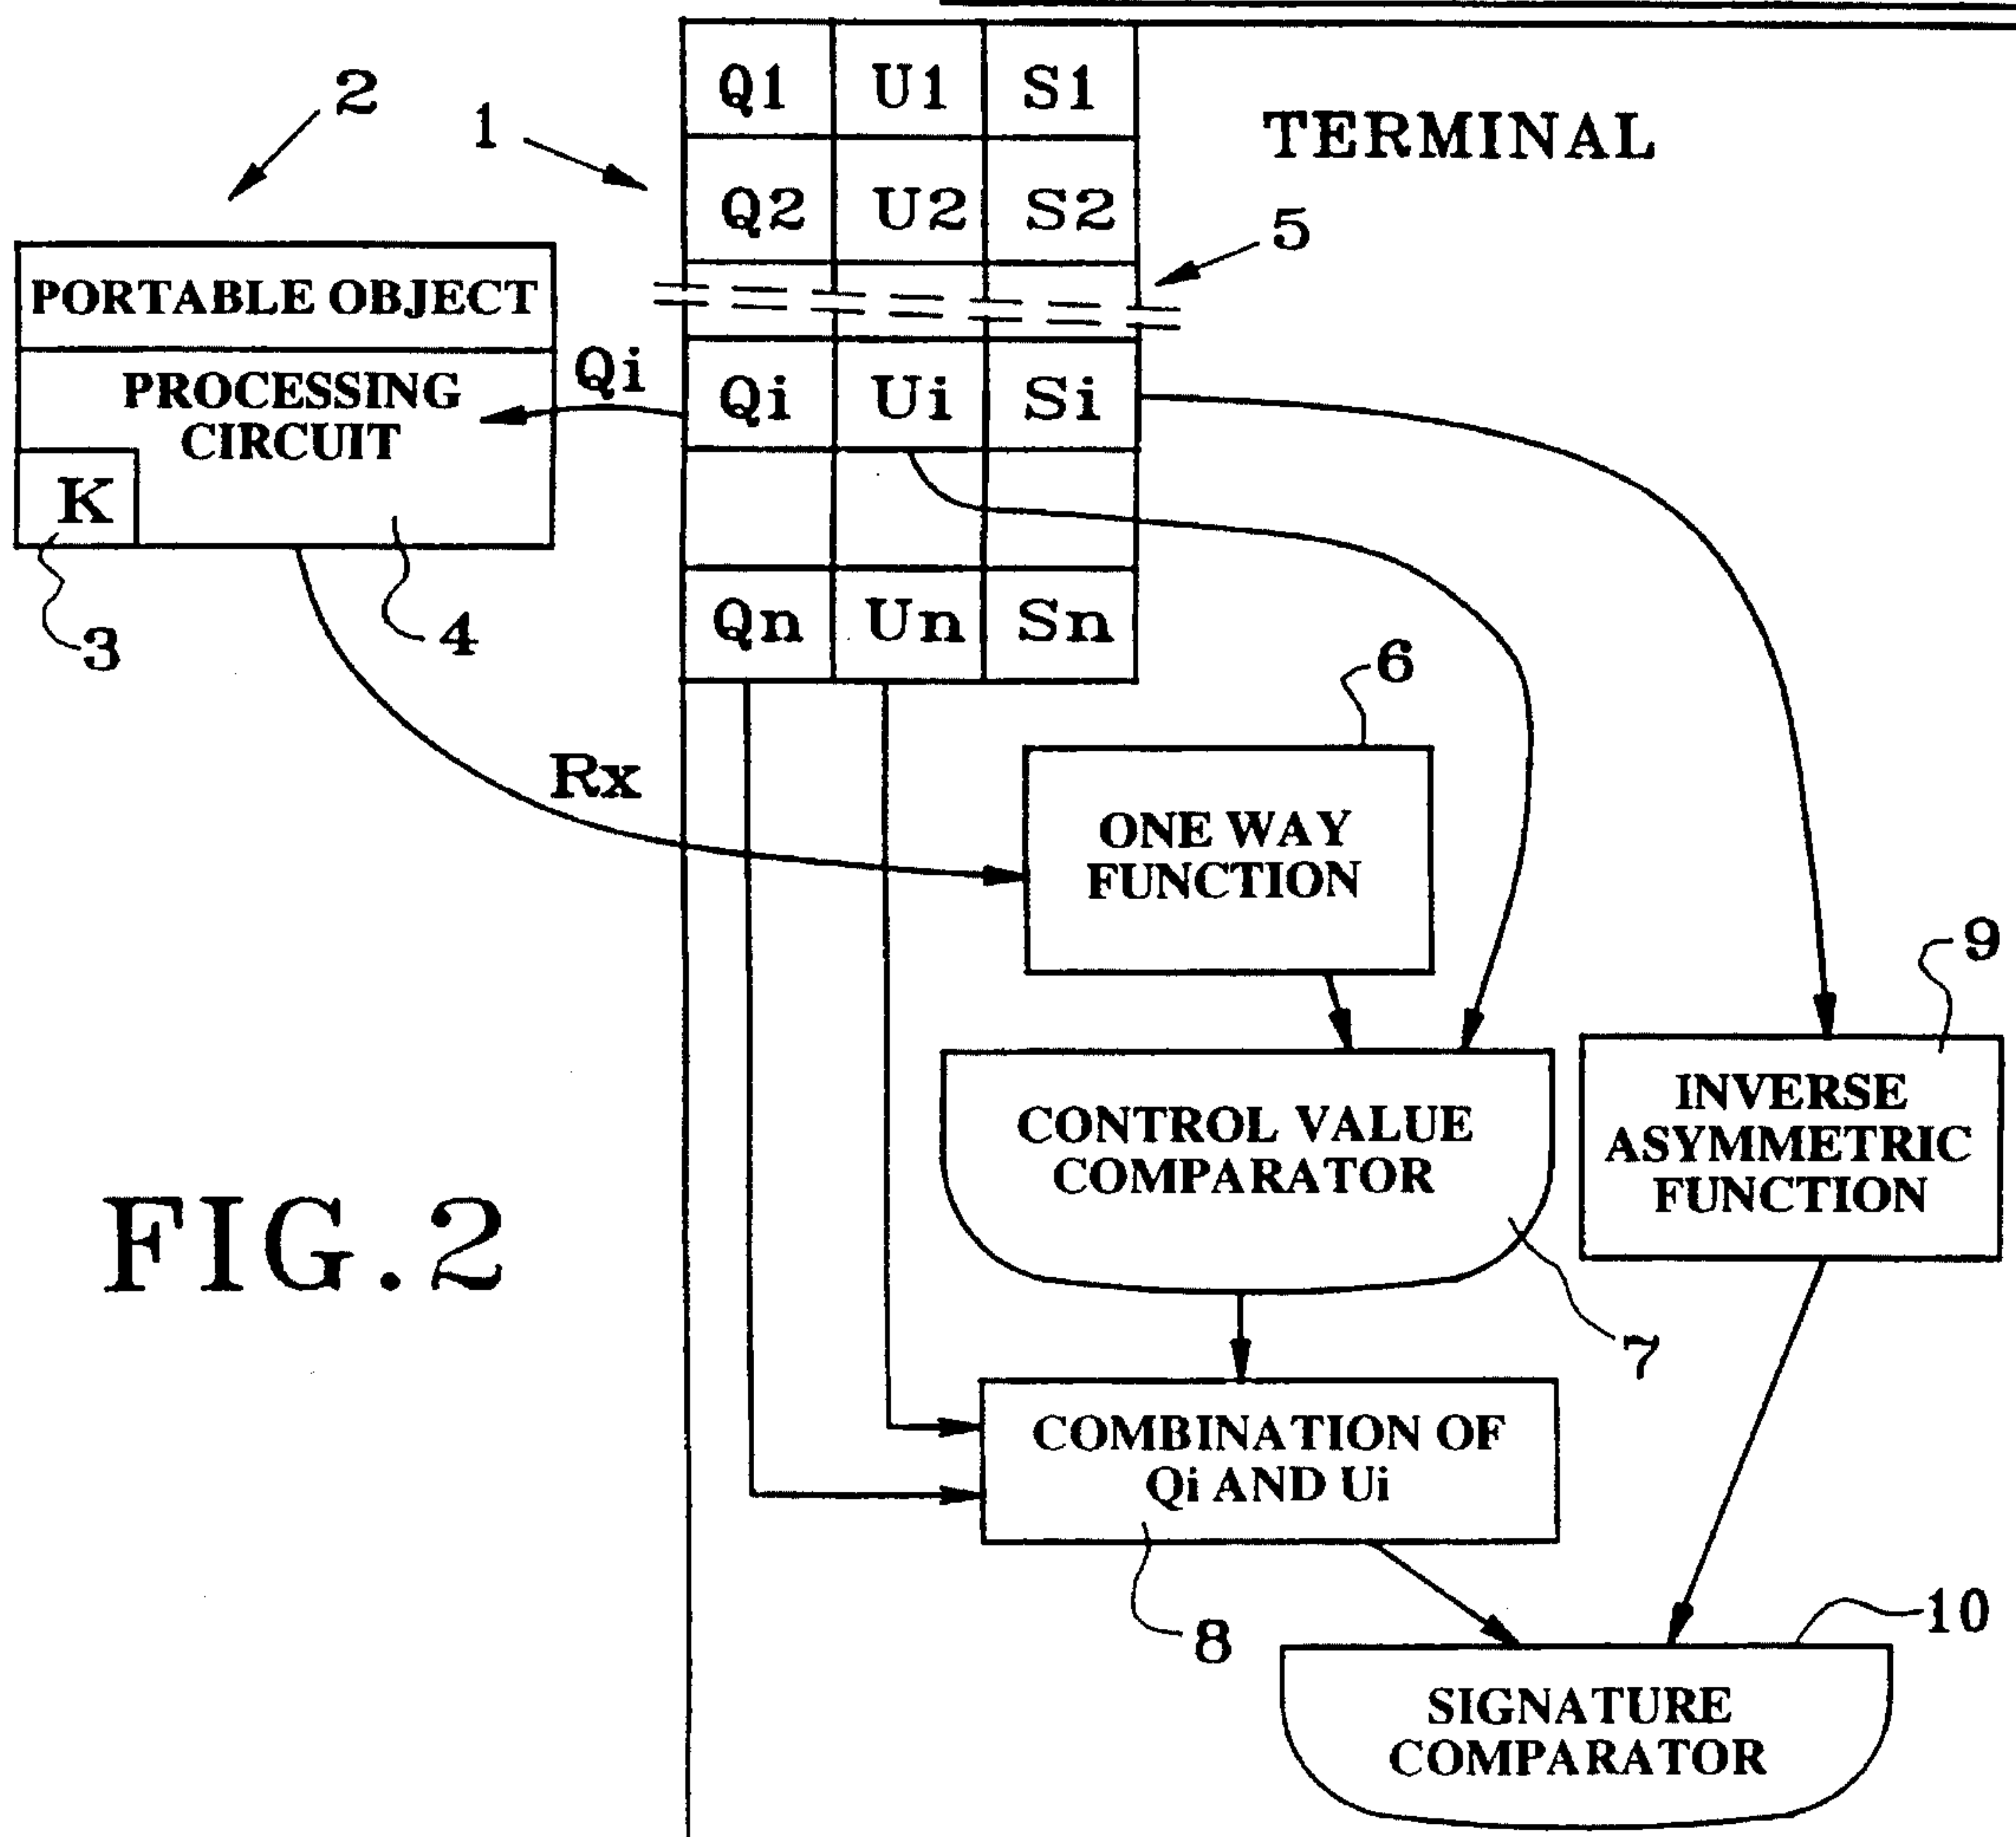 Q1 U1 S1
TERMINAL
2
1
Q2 U2 S2
5
PORTABLE OBJECT
PROCESSING
CIRCUIT
K
Qi
Qi Ui Si
3
4
Qn Un Sn
6
Rx
ONE WAY
FUNCTION
9
CONTROL VALUE
COMPARATOR
INVERSE
ASYMMETRIC
FUNCTION
FIG.2
7
COMBINATION OF
Qi AND Ui
8
10
SIGNATURE
COMPARATOR